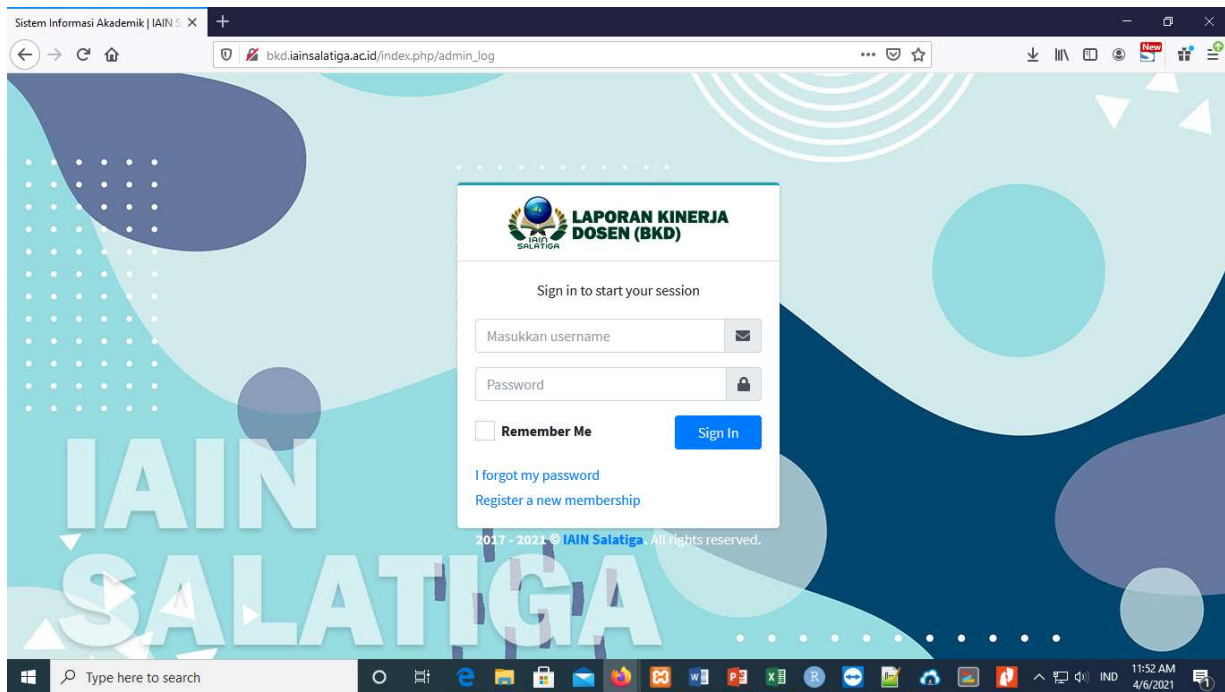 Sistem Informasi Akademik | IAIN S
bkd.iainsalatiga.ac.id/index.php/admin_log
New
IAIN
SALATIGA
LAPORAN KINERJA
DOSEN (BKD)
Sign in to start your session
Masukkan username
Password
Remember Me
Sign In
I forgot my password
Register a new membership
2017 - 2021 © IAIN Salatiga. All rights reserved.
IAIN
SALATIGA
Type here to search
IND
11:52 AM
4/6/2021